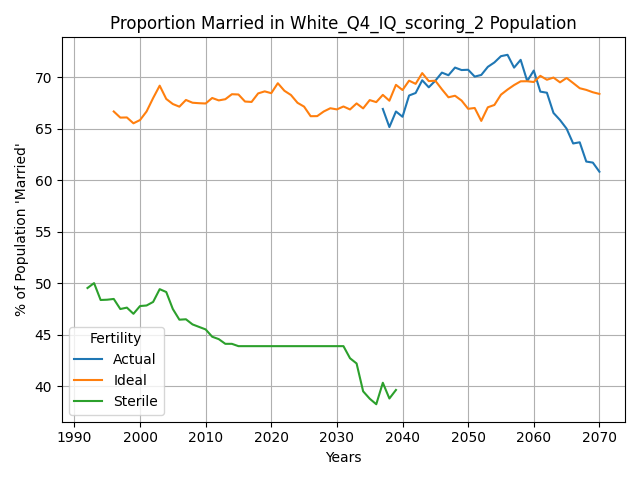 Proportion Married in White_Q4_IQ_scoring_2 Population
% of Population 'Married'
70
65
60
55
50
45
40
Fertility
Actual
Ideal
Sterile
1990 2000 2010 2020 2030 2040 2050 2060 2070
Years